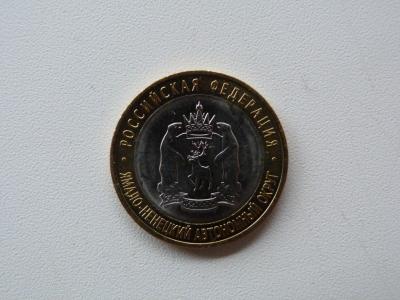 РОССИЙСКАЯ ФЕДЕРАЦИЯ
ЯМАЛО-НЕНЕЦКИЙ АВТОНОМНЫЙ ОКРУГ